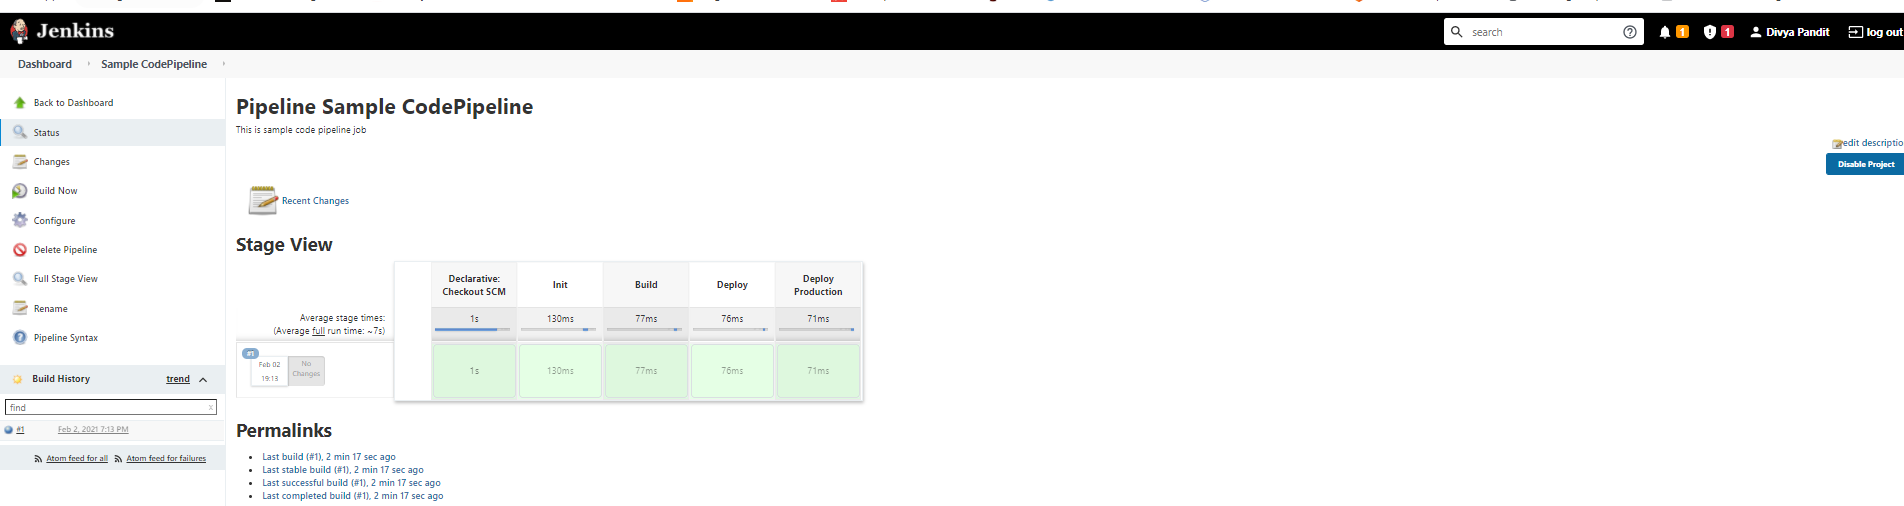 Jenkins
search
1
1
Divya Pandit
log out
Dashboard
Sample CodePipeline
Back to Dashboard
Status
Changes
Build Now
Configure
Delete Pipeline
Full Stage View
Rename
Pipeline Syntax
Build History
trend
find
x
#1
Feb 2, 2021 7:13 PM
Atom feed for all
Atom feed for failures
Pipeline Sample CodePipeline
This is sample code pipeline job
edit descriptio
Disable Project
Recent Changes
Stage View
Declarative:
Checkout SCM
Init
Build
Deploy
Deploy
Production
Average stage times:
(Average full run time: ~7s)
1s
130ms
77ms
76ms
71ms
#1
Feb 02
19:13
No
Changes
1s
130ms
77ms
76ms
71ms
Permalinks
Last build (#1), 2 min 17 sec ago
Last stable build (#1), 2 min 17 sec ago
Last successful build (#1), 2 min 17 sec ago
Last completed build (#1), 2 min 17 sec ago